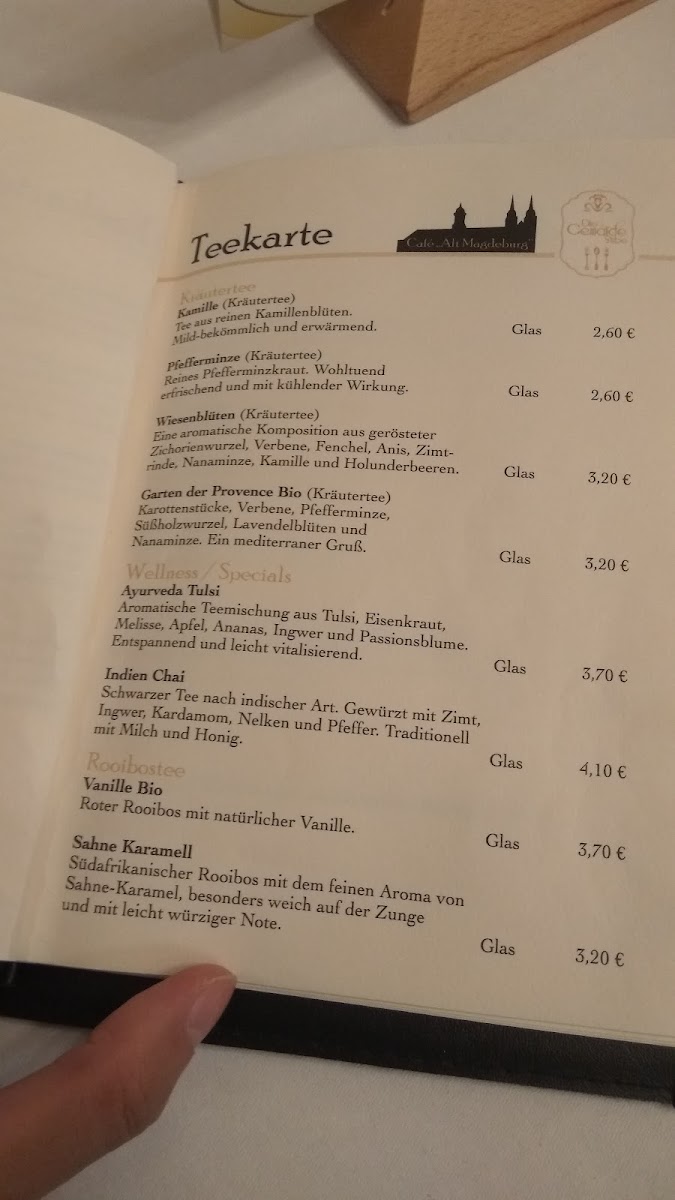 Teekarte
Café „Alt Magdeburg"
Kräutertee
Kamille (Kräutertee)
Tee aus reinen Kamillenblüten.
Mild-bekömmlich und erwärmend.
Glas 2,60 €
Pfefferminze (Kräutertee)
Reines Pfefferminzkraut. Wohltuend
erfrischend und mit kühlender Wirkung.
Glas 2,60 €
Wiesenblüten (Kräutertee)
Eine aromatische Komposition aus gerösteter
Zichorienwurzel, Verbene, Fenchel, Anis, Zimt-
rinde, Nanaminze, Kamille und Holunderbeeren.
Glas 3,20 €
Garten der Provence Bio (Kräutertee)
Karottenstücke, Verbene, Pfefferminze,
Süßholzwurzel, Lavendelblüten und
Nanaminze. Ein mediterraner Gruß.
Glas 3,20 €
Wellness / Specials
Ayurveda Tulsi
Aromatische Teemischung aus Tulsi, Eisenkraut,
Melisse, Apfel, Ananas, Ingwer und Passionsblume.
Entspannend und leicht vitalisierend.
Glas 3,70 €
Indien Chai
Schwarzer Tee nach indischer Art. Gewürzt mit Zimt,
Ingwer, Kardamom, Nelken und Pfeffer. Traditionell
mit Milch und Honig.
Glas 4,10 €
Rooibostee
Vanille Bio
Roter Rooibos mit natürlicher Vanille.
Glas 3,70 €
Sahne Karamell
Südafrikanischer Rooibos mit dem feinen Aroma von
Sahne-Karamel, besonders weich auf der Zunge
und mit leicht würziger Note.
Glas 3,20 €